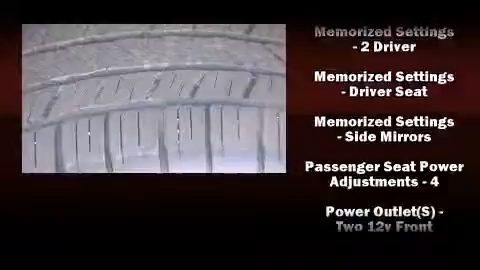 Memorized Settings
- 2 Driver
Memorized Settings
- Driver Seat
Memorized Settings
- Side Mirrors
Passenger Seat Power
Adjustments - 4
Power Outlet(S) -
Two 12v Front